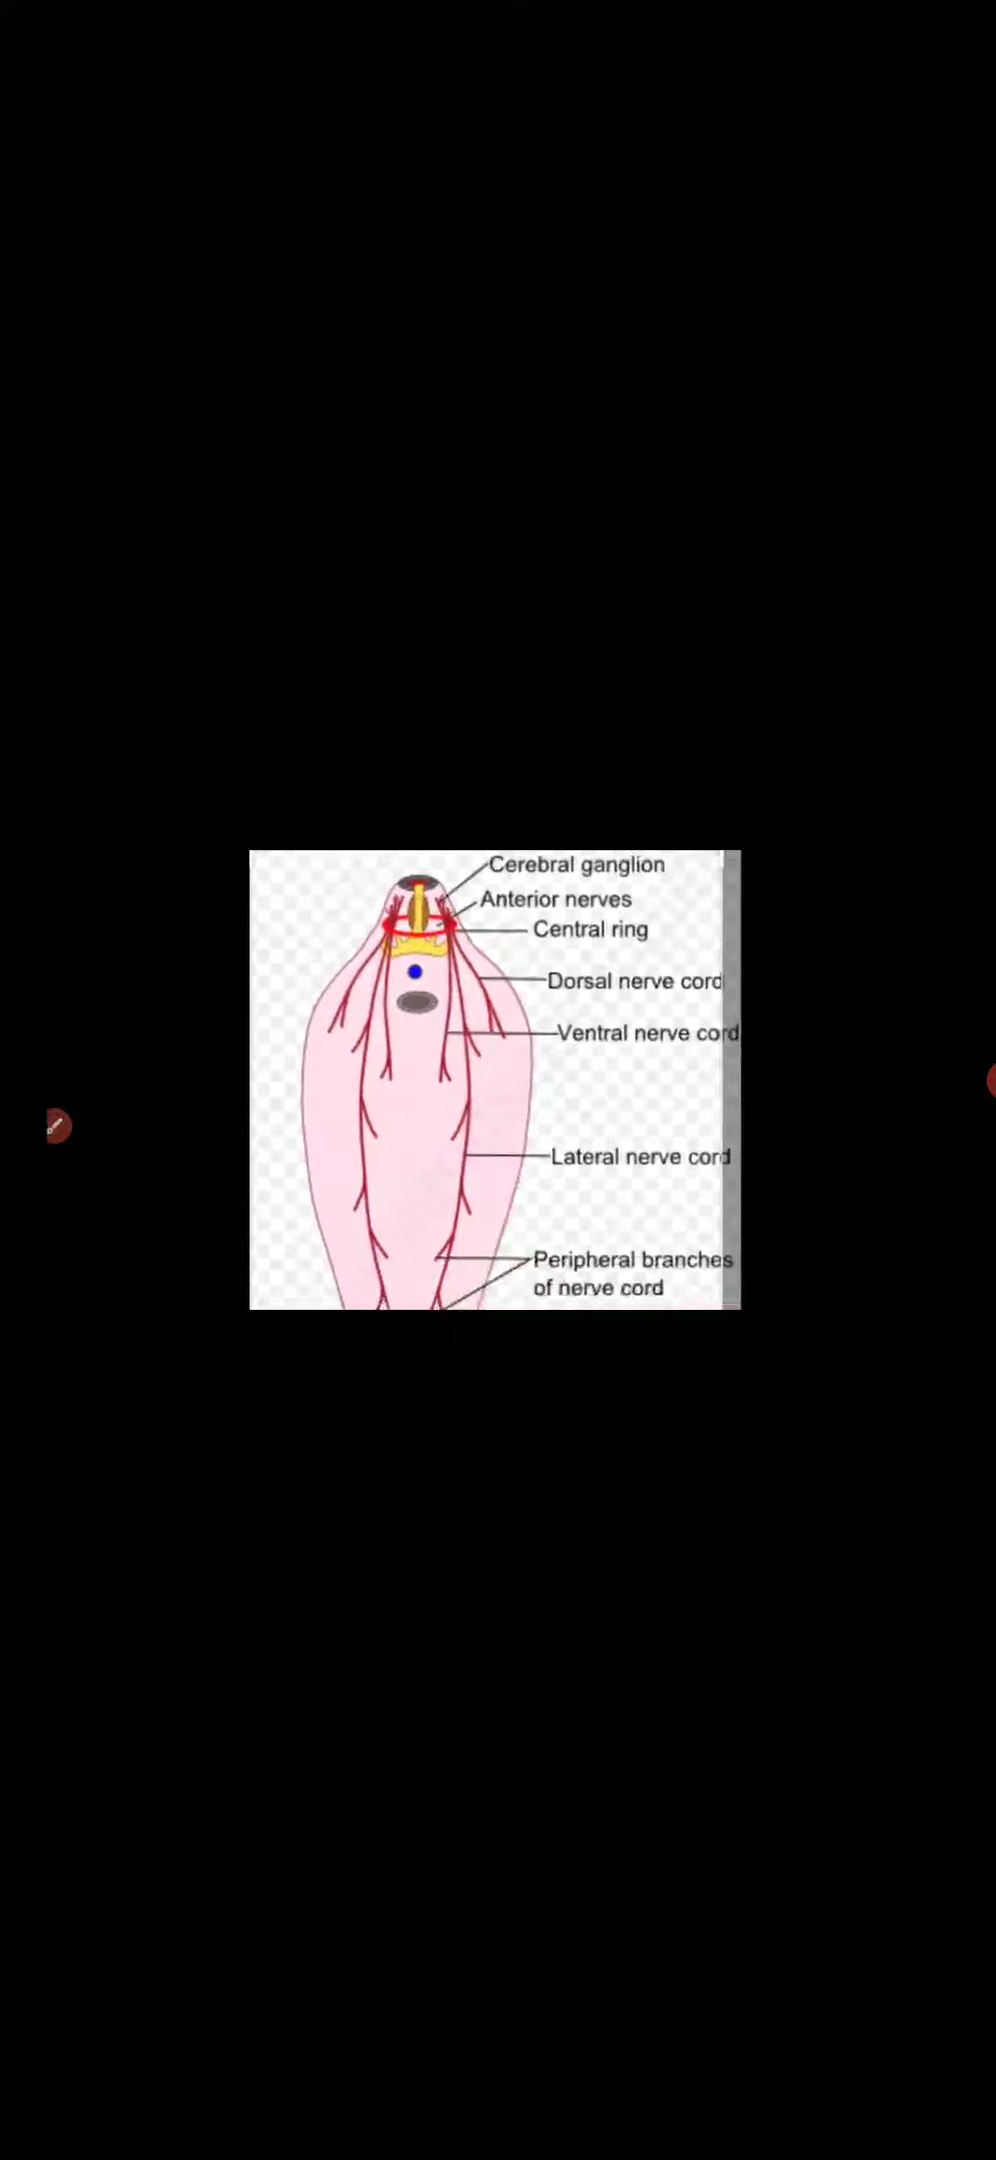 Cerebral ganglion
Anterior nerves
Central ring
Dorsal nerve cord
Ventral nerve cord
Lateral nerve cord
Peripheral branches
of nerve cord